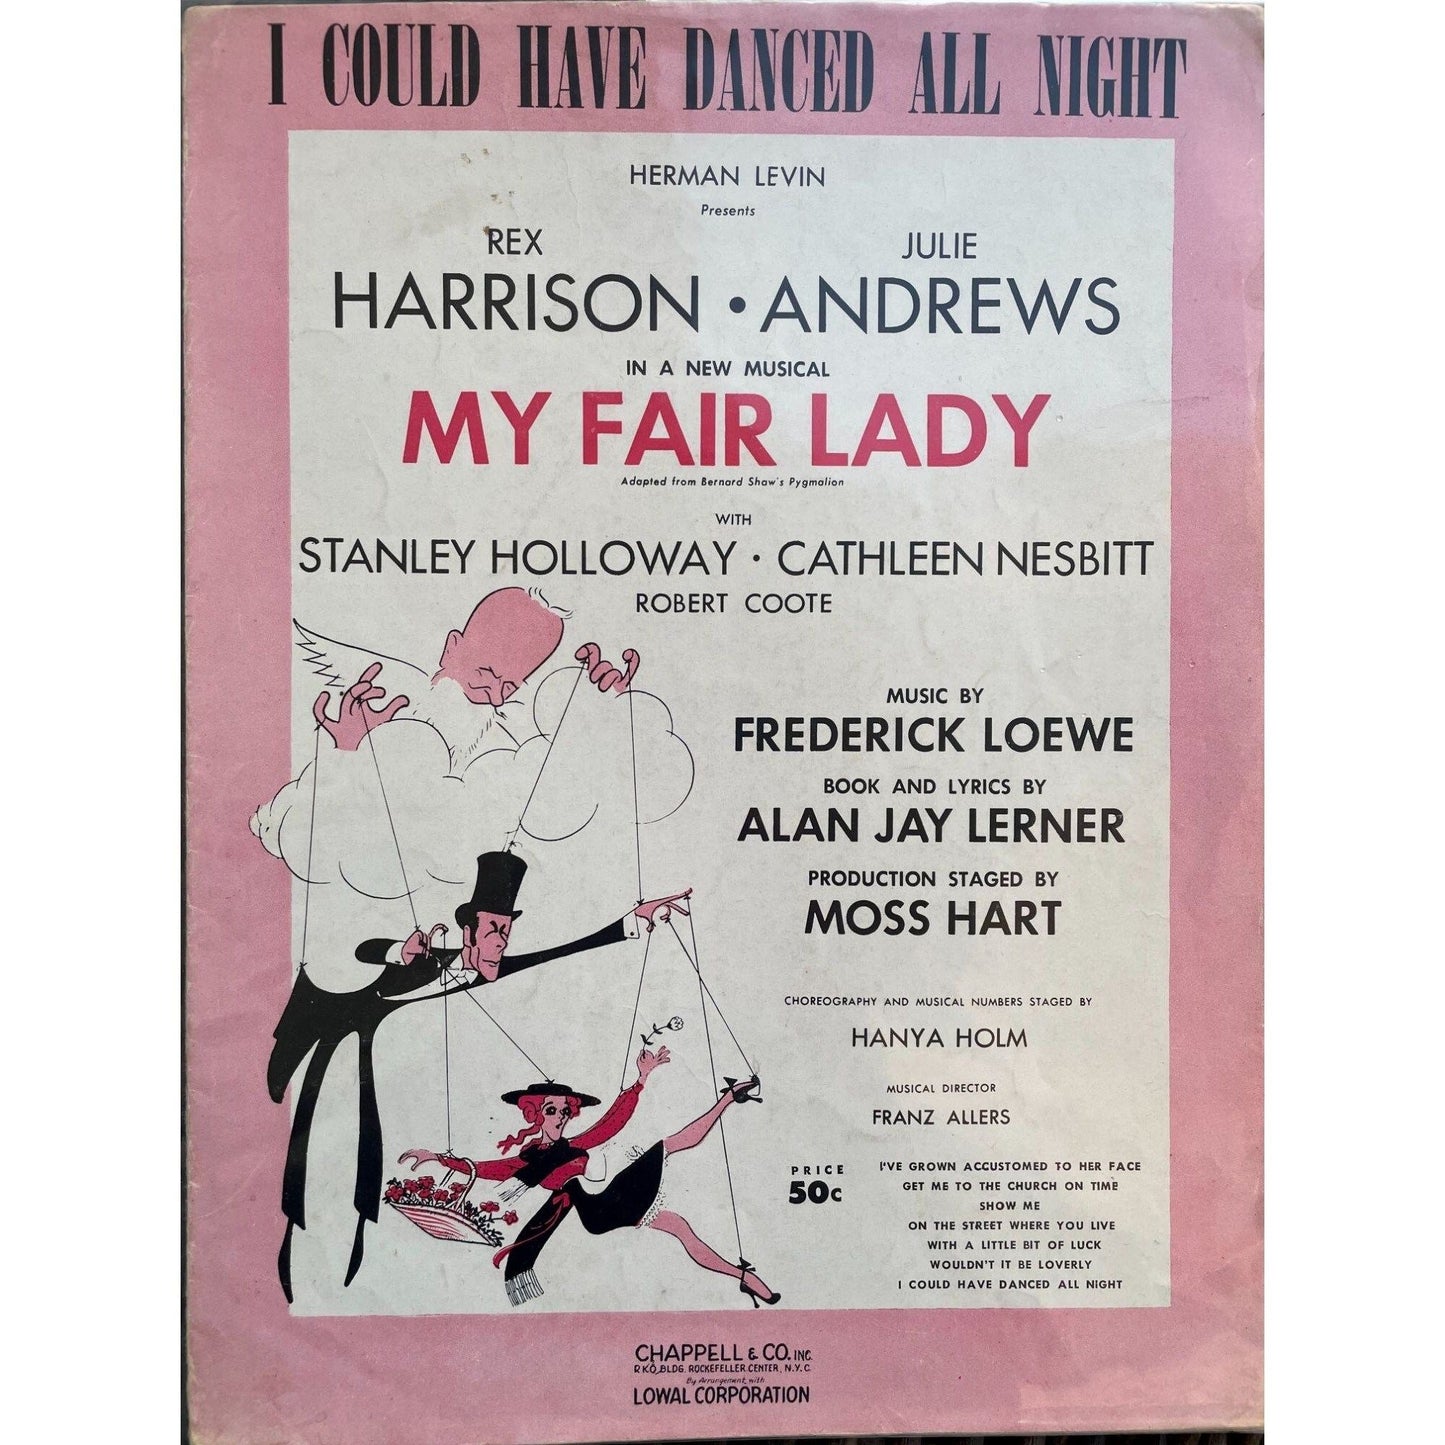 I COULD HAVE DANCED ALL NIGHT
HERMAN LEVIN
Presents
REX JULIE
HARRISON • ANDREWS
IN A NEW MUSICAL
MY FAIR LADY
Adapted from Bernard Shaw's Pygmalion
WITH
STANLEY HOLLOWAY • CATHLEEN NESBITT
ROBERT COOTE
MUSIC BY
FREDERICK LOEWE
BOOK AND LYRICS BY
ALAN JAY LERNER
PRODUCTION STAGED BY
MOSS HART
CHOREOGRAPHY AND MUSICAL NUMBERS STAGED BY
HANYA HOLM
MUSICAL DIRECTOR
FRANZ ALLERS
PRICE
50c
I'VE GROWN ACCUSTOMED TO HER FACE
GET ME TO THE CHURCH ON TIME
SHOW ME
ON THE STREET WHERE YOU LIVE
WITH A LITTLE BIT OF LUCK
WOULDN'T IT BE LOVERLY
I COULD HAVE DANCED ALL NIGHT
CHAPPELL & CO. INC.
RKO BLDG. ROCKEFELLER CENTER, N.Y.C.
By Arrangement with
LOWAL CORPORATION